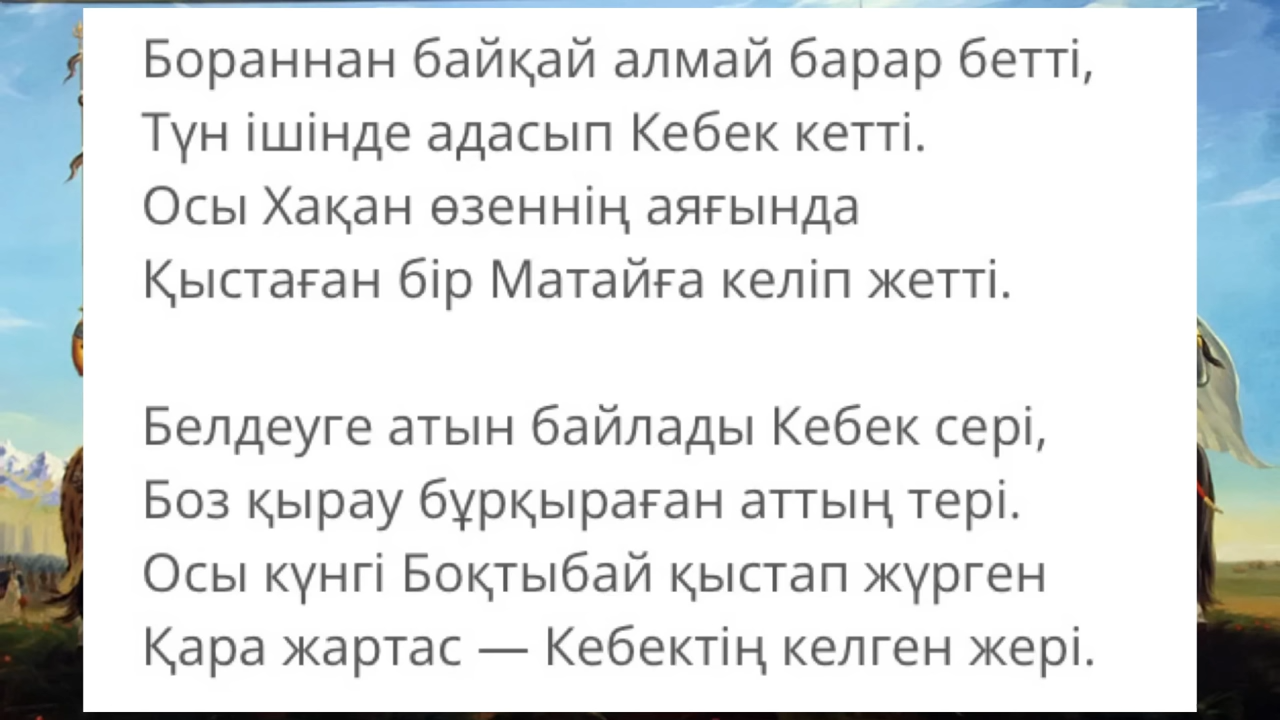 Бораннан байқай алмай барар бетті,
Түн ішінде адасып Кебек кетті.
Осы Хақан өзеннің аяғында
Қыстаған бір Матайға келіп жетті.
Белдеуге атын байлады Кебек сері,
Боз қырау бұрқыраған аттың тері.
Осы күнгі Боқтыбай қыстап жүрген
Қара жартас — Кебектің келген жері.